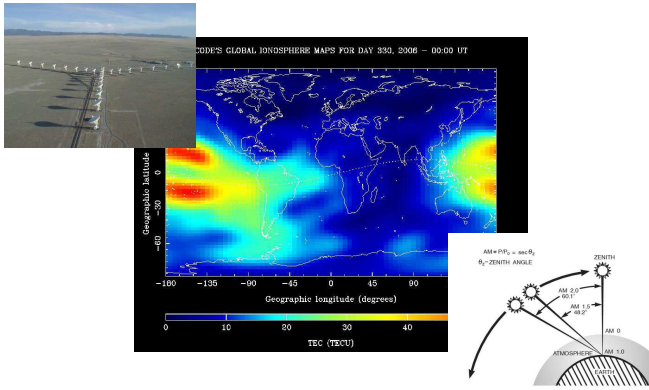 CODE'S GLOBAL IONOSPHERE MAPS FOR DAY 330, 2006 – 00:00 UT
Geographic latitude
0
−30
−60
−180 −135 −90 −45 0 45 90
Geographic longitude (degrees)
0 10 20 30 40
TEC (TECU)
AM = P/P₀ = sec θz
θz–ZENITH ANGLE
ZENITH
AM 2.0
60.1°
AM 1.5
48.2°
AM 0
ATMOSPHERE
AM 1.0
EARTH